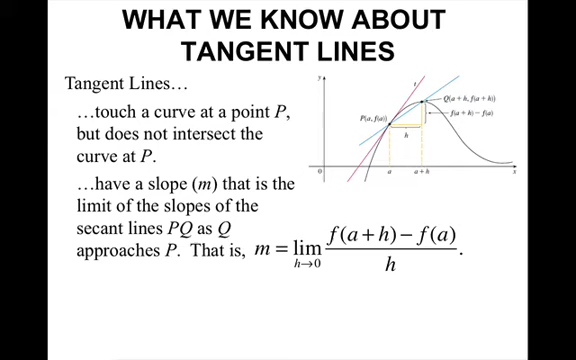 WHAT WE KNOW ABOUT
TANGENT LINES
Tangent Lines…
…touch a curve at a point P,
but does not intersect the
curve at P.
…have a slope (m) that is the
limit of the slopes of the
secant lines PQ as Q
approaches P. That is, m = lim h→0 f(a + h) − f(a) / h .
y
t
Q(a + h, f(a + h))
P(a, f(a))
f(a + h) − f(a)
h
0
a
a + h
x